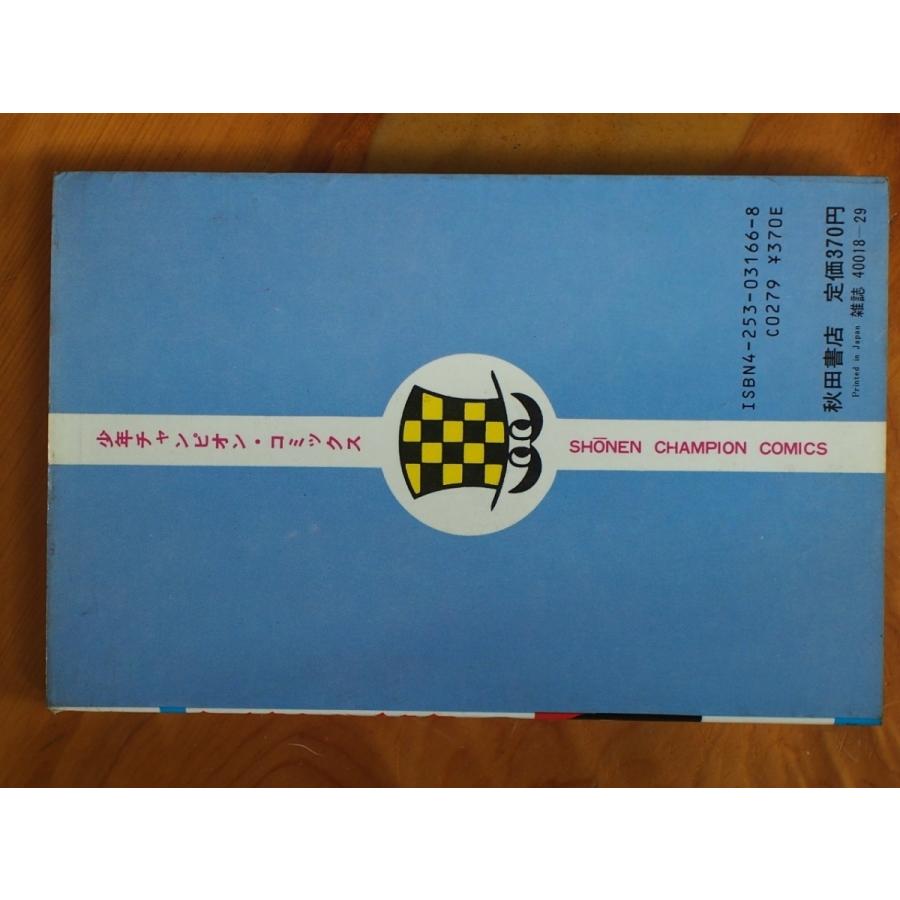 少年チャンピオン・コミックス
SHŌNEN CHAMPION COMICS
ISBN4-253-03166-8
C0279 ¥370E
秋田書店 定価370円
Printed in Japan 雑誌 40018-29